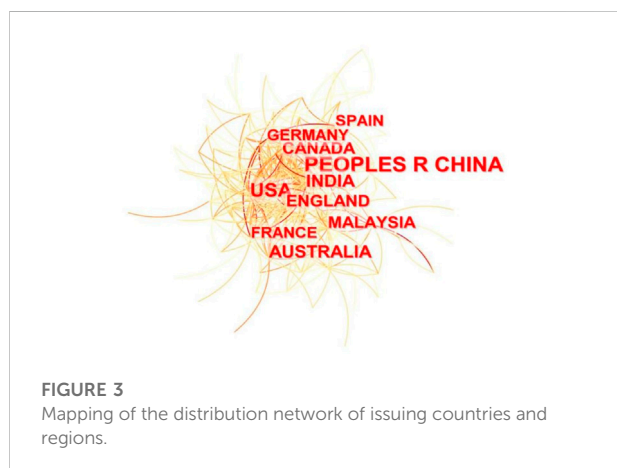 SPAIN
GERMANY
CANADA
PEOPLES R CHINA
INDIA
USA
ENGLAND
MALAYSIA
FRANCE
AUSTRALIA
FIGURE 3
Mapping of the distribution network of issuing countries and
regions.